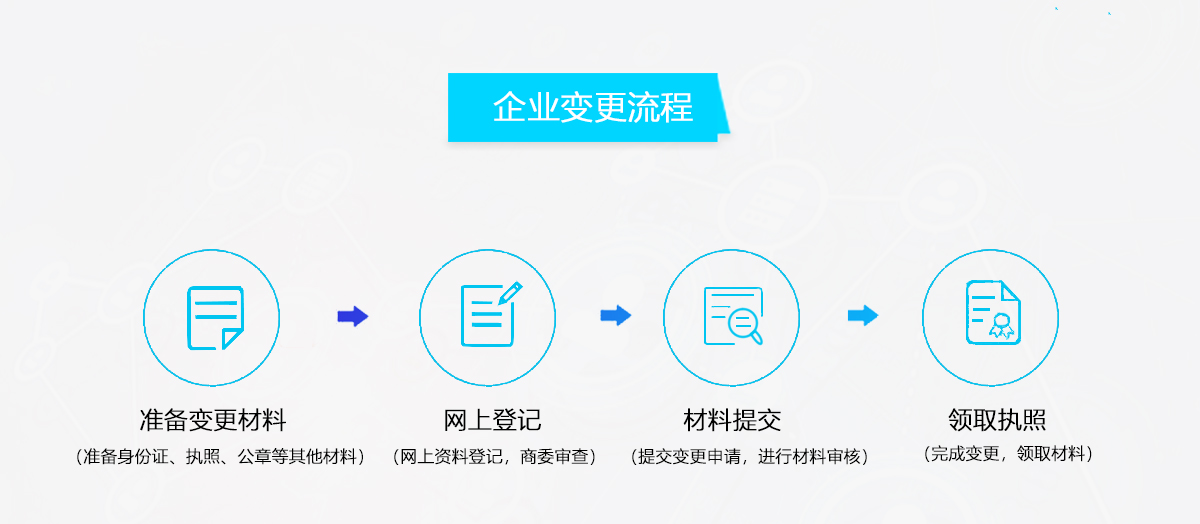 企业变更流程
准备变更材料
网上登记
材料提交
领取执照
（准备身份证、执照、公章等其他材料）
（网上资料登记，商委审查）
（提交变更申请，进行材料审核）
（完成变更，领取材料）